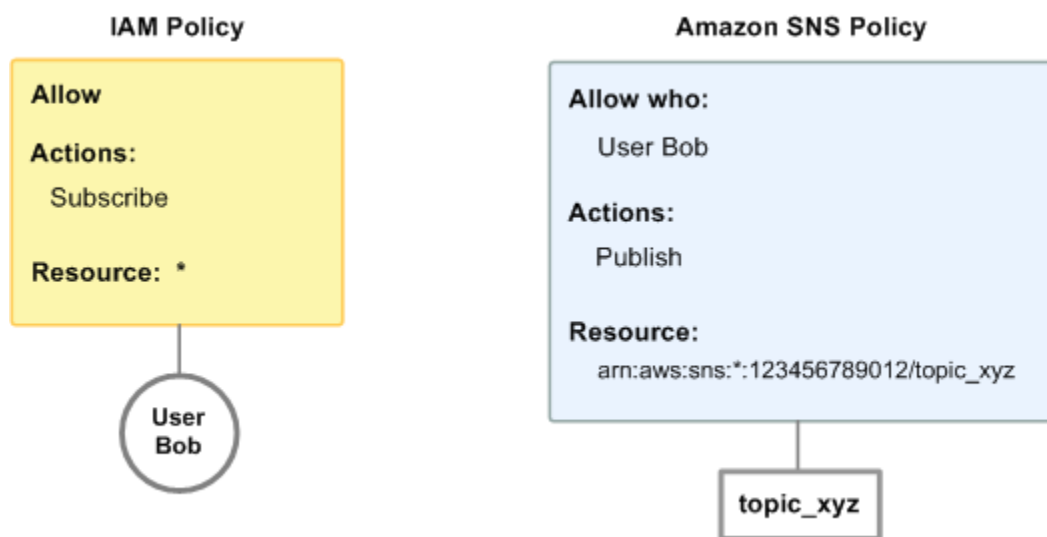 IAM Policy
Allow
Actions:
Subscribe
Resource: *
User
Bob
Amazon SNS Policy
Allow who:
User Bob
Actions:
Publish
Resource:
arn:aws:sns:*:123456789012/topic_xyz
topic_xyz